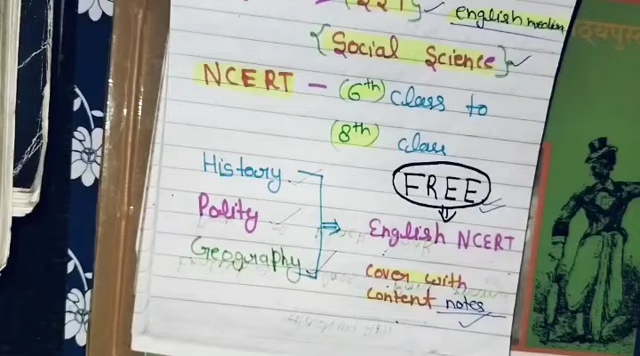 english medium
{Social Science}
NCERT - (6th) class to
(8th) class
History
FREE
Polity
English NCERT
Geography
cover with
content notes